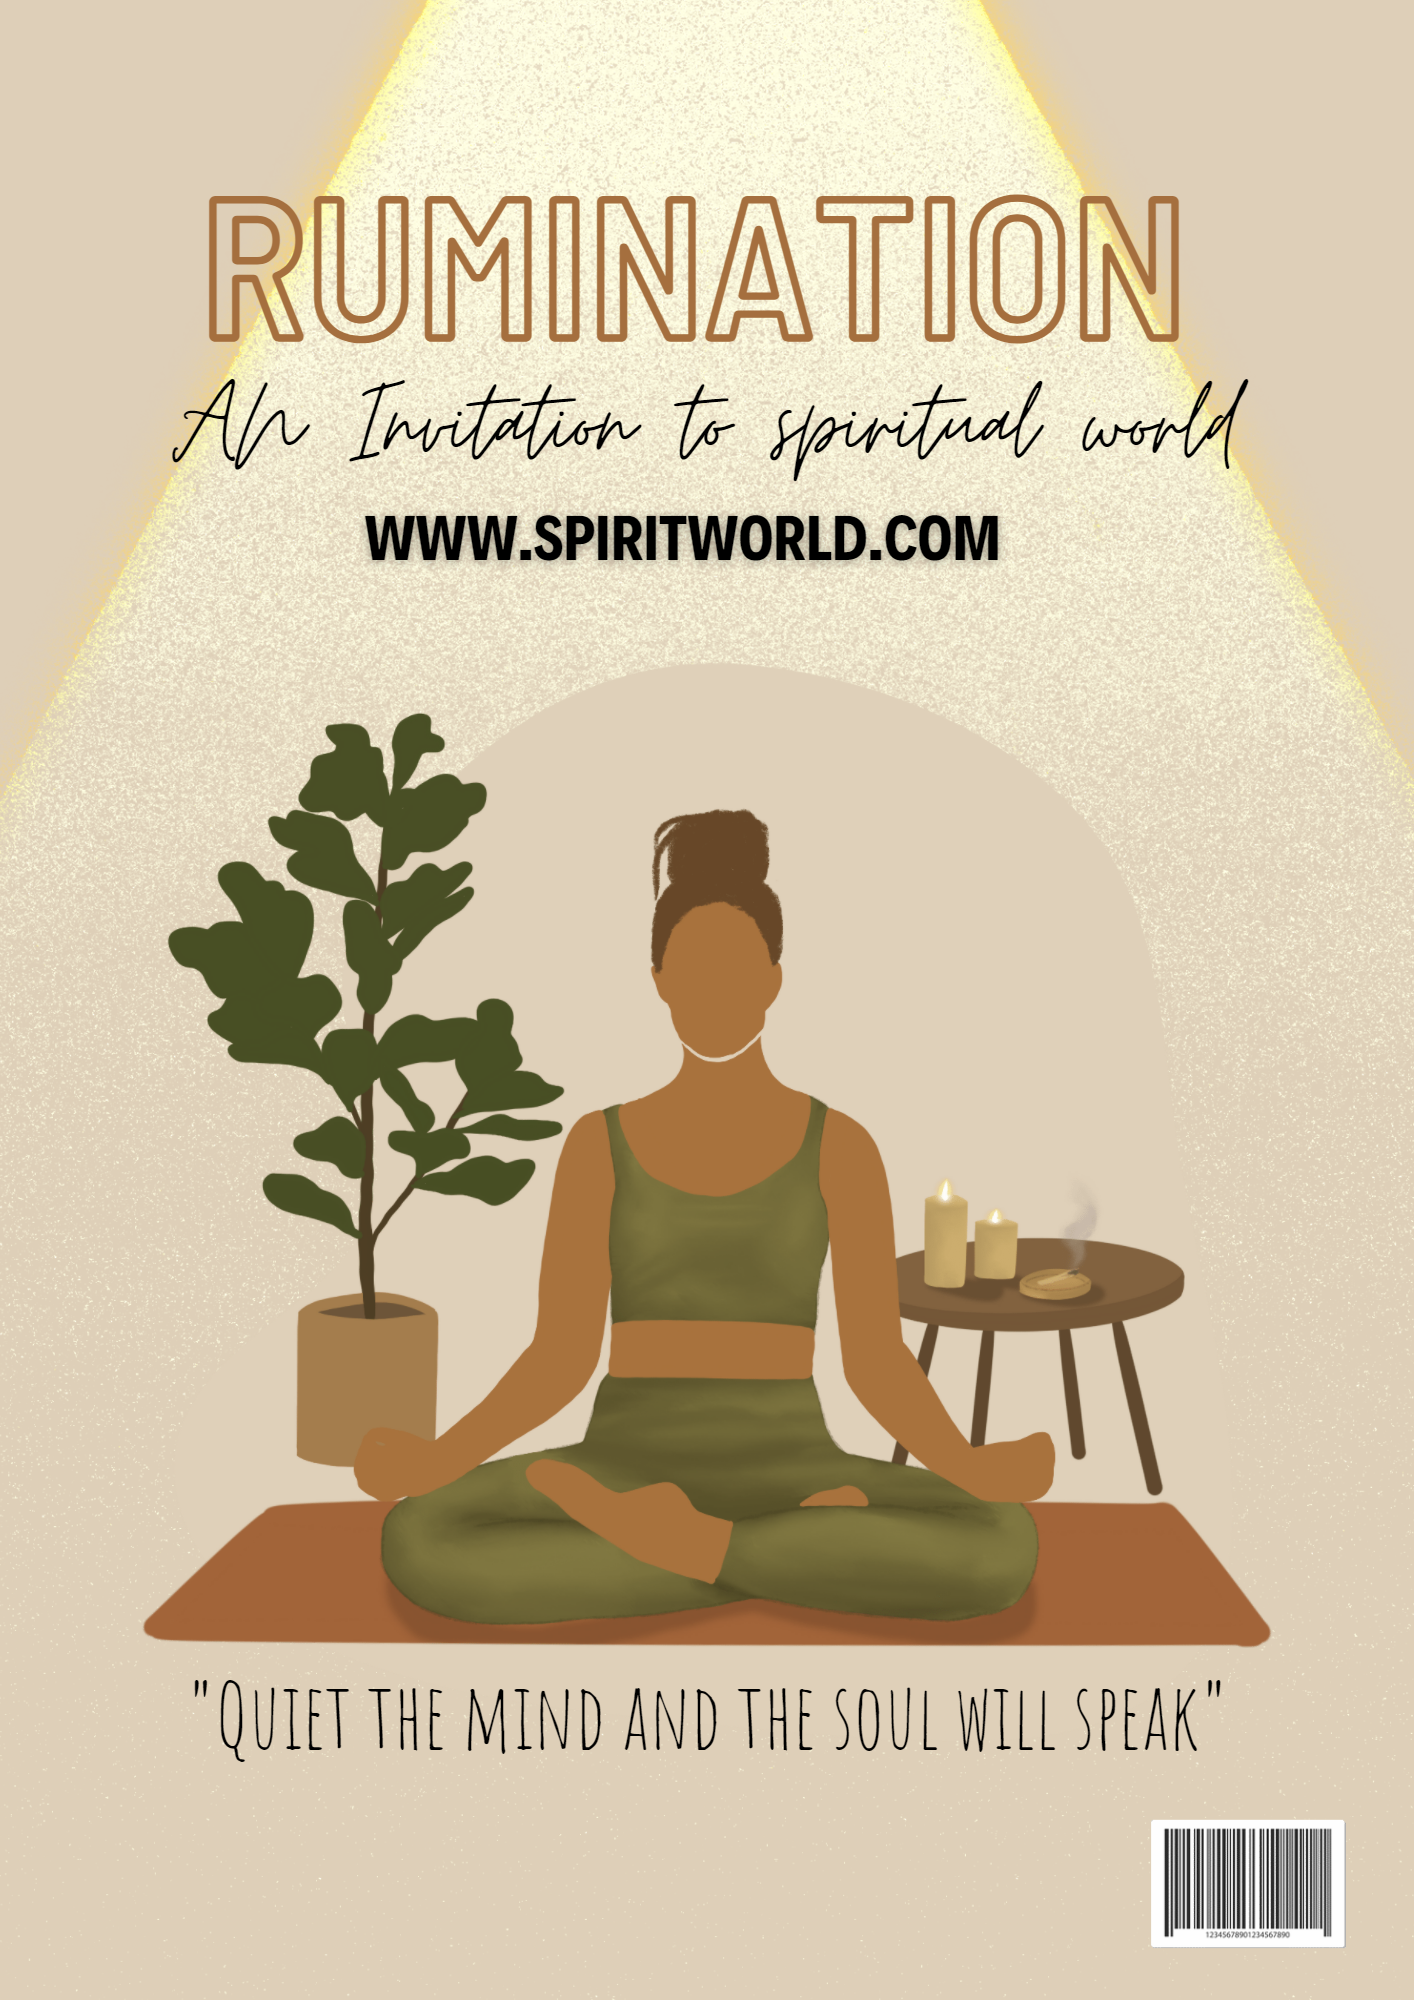 RUMINATION
AN Invitation to spiritual world
WWW.SPIRITWORLD.COM
"QUIET THE MIND AND THE SOUL WILL SPEAK"
12345678901234567890